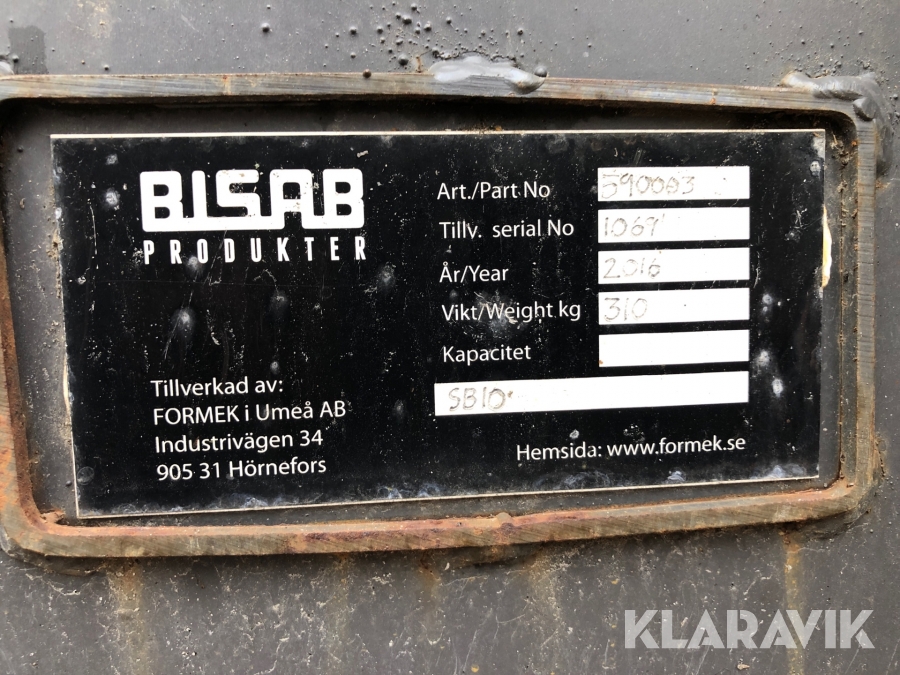 BISAB
PRODUKTER
Art./Part No 590003
Tillv. serial No 1069
År/Year 2016
Vikt/Weight kg 310
Kapacitet
SB10
Tillverkad av:
FORMEK i Umeå AB
Industrivägen 34
905 31 Hörnefors
Hemsida: www.formek.se
KLARAVIK